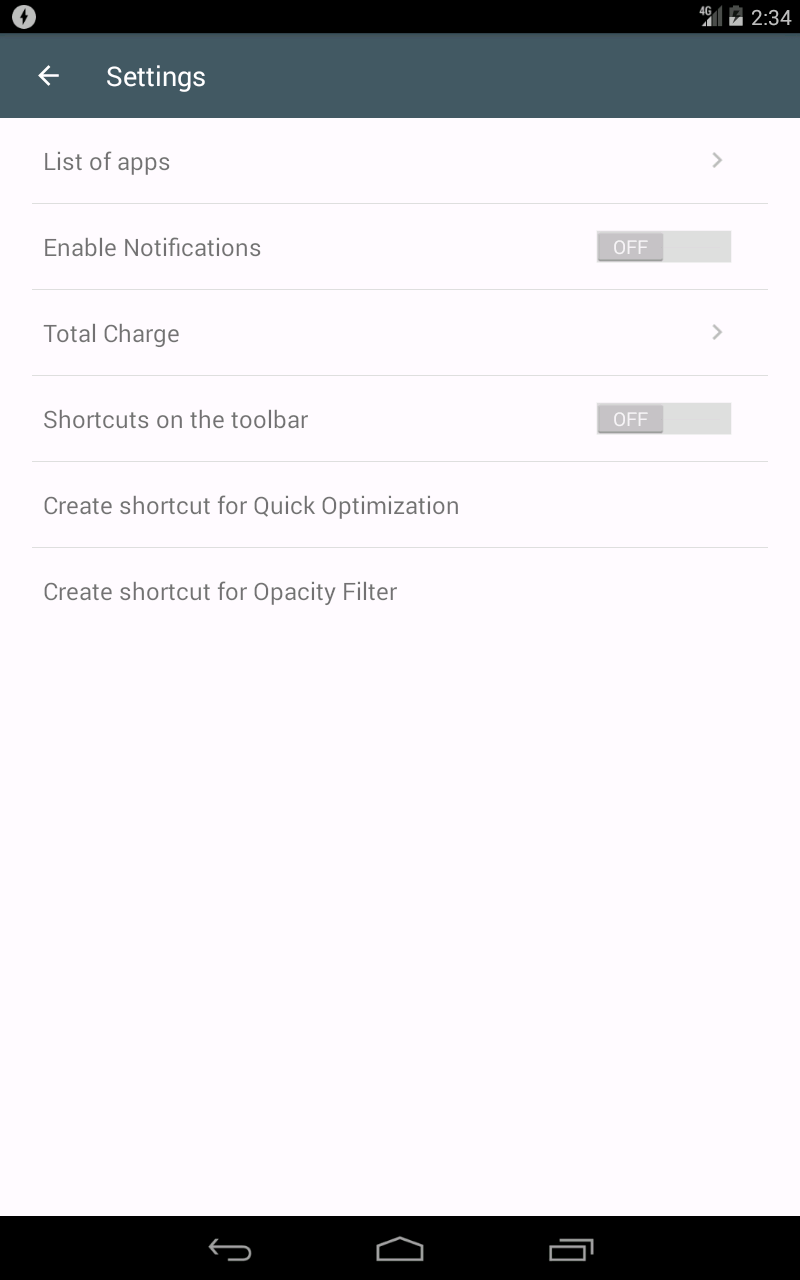 4G 2:34
Settings
List of apps
Enable Notifications OFF
Total Charge
Shortcuts on the toolbar OFF
Create shortcut for Quick Optimization
Create shortcut for Opacity Filter